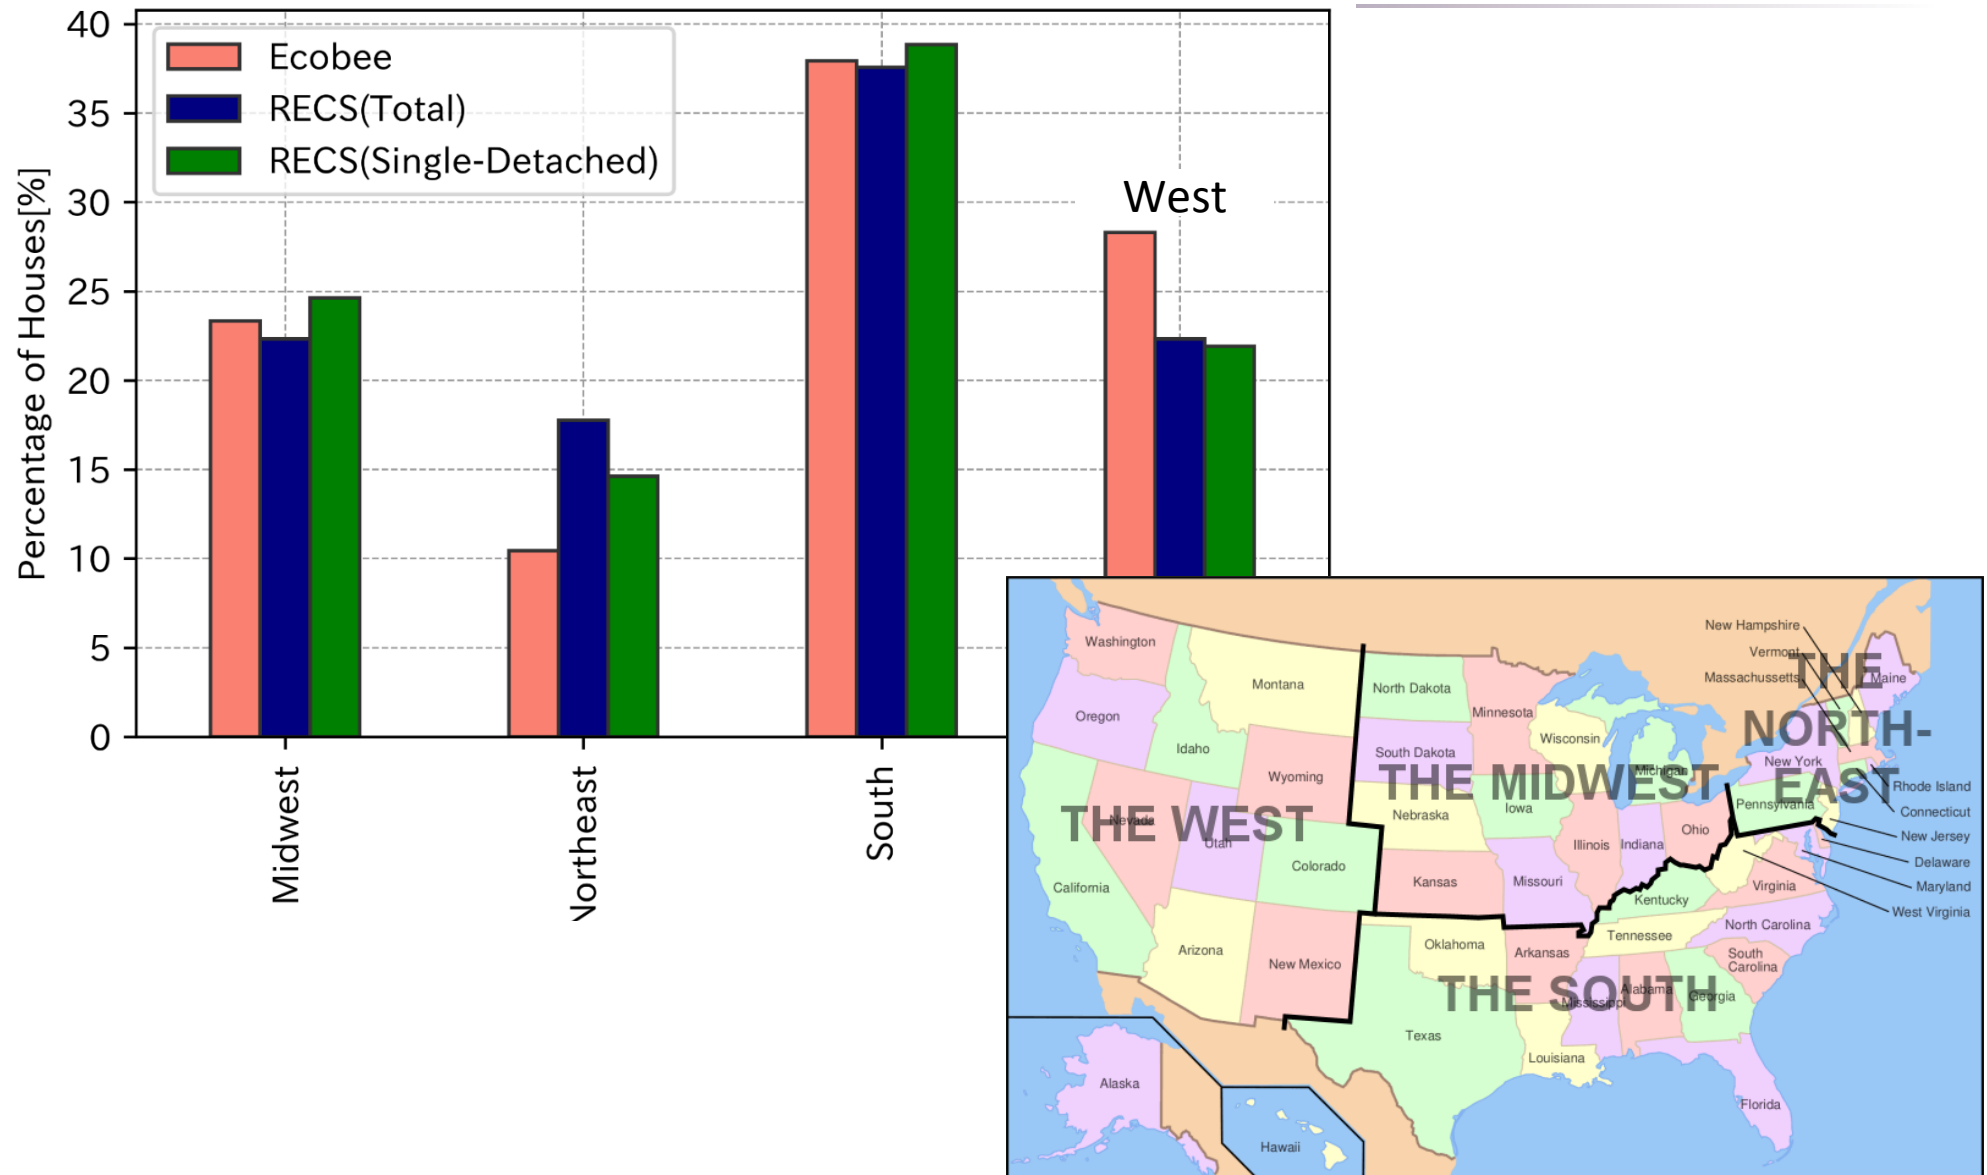 40
35
30
25
20
15
10
5
0
Percentage of Houses[%]
Ecobee
RECS(Total)
RECS(Single-Detached)
West
Midwest
Northeast
South
New Hampshire
Vermont
Massachusetts
THE
NORTH-
EAST
THE MIDWEST
THE WEST
THE SOUTH
Washington
Montana
North Dakota
Minnesota
Maine
Oregon
Idaho
Wyoming
South Dakota
Wisconsin
Michigan
New York
Rhode Island
Connecticut
New Jersey
Delaware
Maryland
West Virginia
Nevada
Utah
Colorado
California
Nebraska
Iowa
Illinois
Indiana
Ohio
Pennsylvania
Kansas
Missouri
Kentucky
Virginia
Arizona
New Mexico
Oklahoma
Arkansas
Tennessee
North Carolina
South
Carolina
Mississippi
Alabama
Georgia
Texas
Louisiana
Florida
Alaska
Hawaii